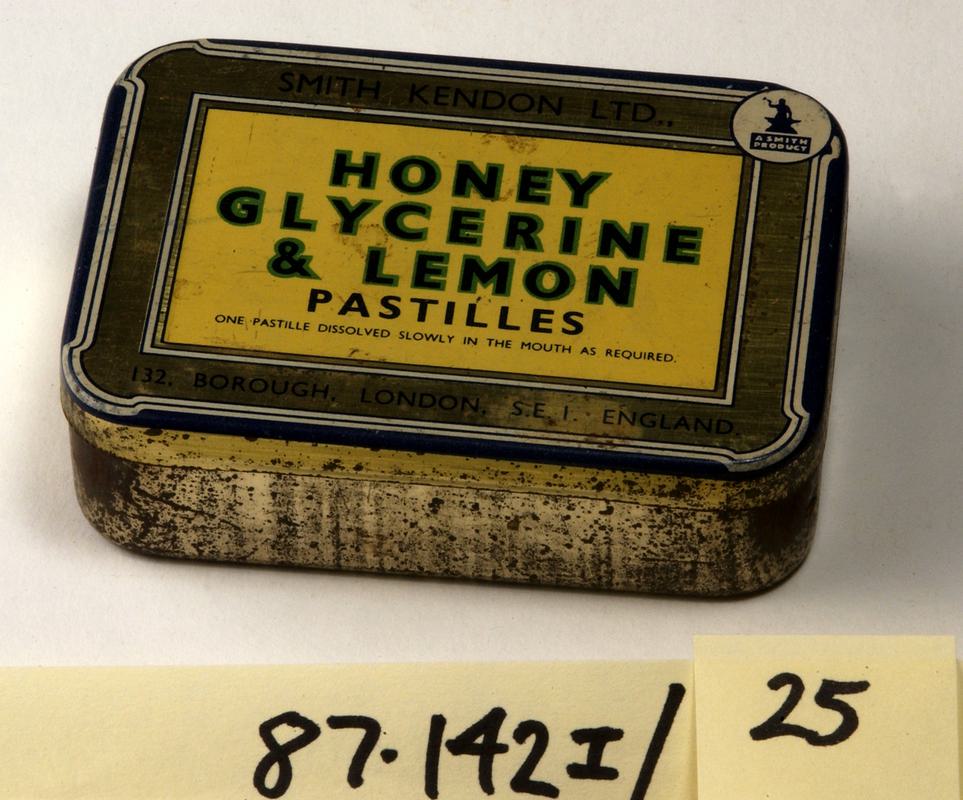 SMITH KENDON LTD.,
A SMITH
PRODUCT
HONEY
GLYCERINE
& LEMON
PASTILLES
ONE PASTILLE DISSOLVED SLOWLY IN THE MOUTH AS REQUIRED.
132, BOROUGH, LONDON, S.E.1. ENGLAND.
87.142I/25